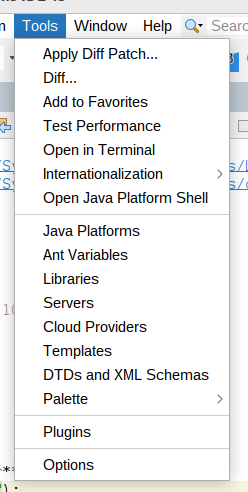 Tools Window Help Sear
Apply Diff Patch...
Diff...
Add to Favorites
Test Performance
Open in Terminal
Internationalization
Open Java Platform Shell
Java Platforms
Ant Variables
Libraries
Servers
Cloud Providers
Templates
DTDs and XML Schemas
Palette
Plugins
Options